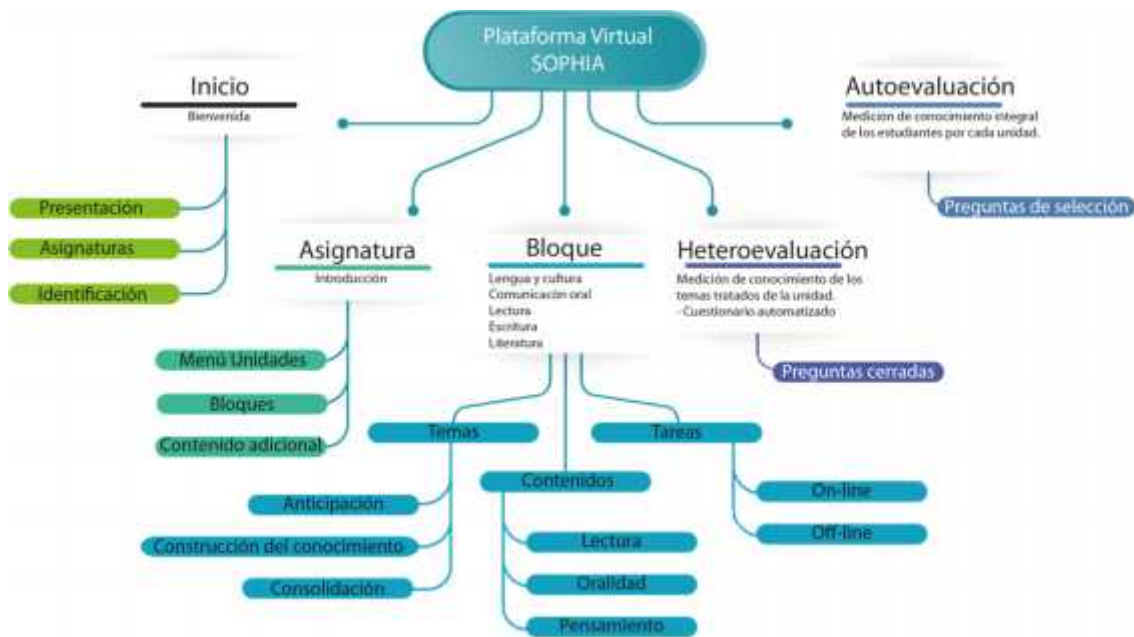 Plataforma Virtual
SOPHIA
Inicio
Bienvenida
Presentación
Asignaturas
Identificación
Asignatura
Introducción
Menú Unidades
Bloques
Contenido adicional
Bloque
Lengua y cultura
Comunicacón oral
Lectura
Escritura
Literatura
Temas
Anticipación
Construcción del conocimiento
Consolidación
Contenidos
Lectura
Oralidad
Pensamiento
Tareas
On-line
Off-line
Heteroevaluación
Medición de conocimiento de los
temas tratados de la unidad.
- Cuestionario automatizado
Preguntas cerradas
Autoevaluación
Medición de conocimiento integral
de los estudiantes por cada unidad.
Preguntas de selección